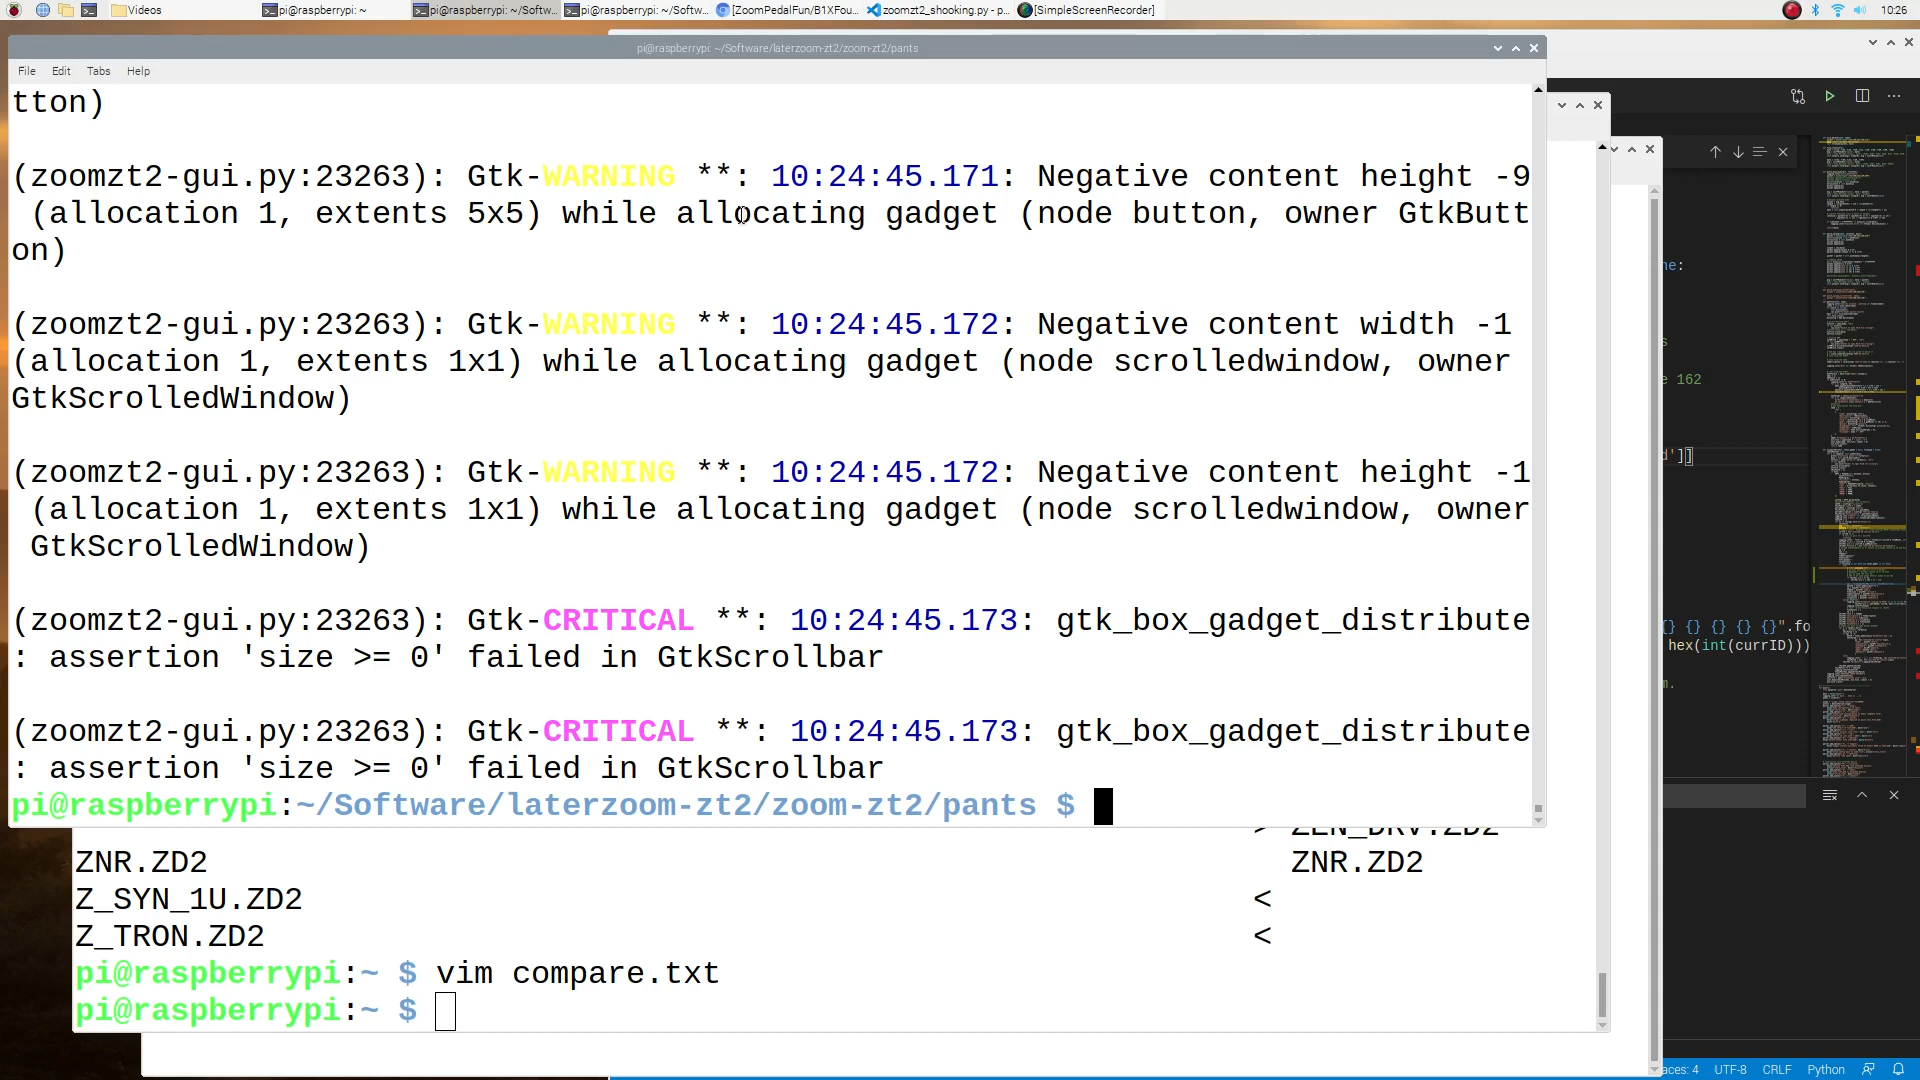 Videos
pi@raspberrypi: ~
pi@raspberrypi: ~/Softw...
pi@raspberrypi: ~/Softw...
[ZoomPedalFun/B1XFou...
zoomzt2_shooking.py - p...
[SimpleScreenRecorder]
10:26
pi@raspberrypi: ~/Software/laterzoom-zt2/zoom-zt2/pants
File Edit Tabs Help
tton)
(zoomzt2-gui.py:23263): Gtk-WARNING **: 10:24:45.171: Negative content height -9
(allocation 1, extents 5x5) while allocating gadget (node button, owner GtkButt
on)
(zoomzt2-gui.py:23263): Gtk-WARNING **: 10:24:45.172: Negative content width -1
(allocation 1, extents 1x1) while allocating gadget (node scrolledwindow, owner
GtkScrolledWindow)
(zoomzt2-gui.py:23263): Gtk-WARNING **: 10:24:45.172: Negative content height -1
(allocation 1, extents 1x1) while allocating gadget (node scrolledwindow, owner
GtkScrolledWindow)
(zoomzt2-gui.py:23263): Gtk-CRITICAL **: 10:24:45.173: gtk_box_gadget_distribute
: assertion 'size >= 0' failed in GtkScrollbar
(zoomzt2-gui.py:23263): Gtk-CRITICAL **: 10:24:45.173: gtk_box_gadget_distribute
: assertion 'size >= 0' failed in GtkScrollbar
pi@raspberrypi:~/Software/laterzoom-zt2/zoom-zt2/pants $
> ZEN_DRV.ZD2
ZNR.ZD2 ZNR.ZD2
Z_SYN_1U.ZD2 <
Z_TRON.ZD2 <
pi@raspberrypi:~ $ vim compare.txt
pi@raspberrypi:~ $
ne:
s
e 162
d']]
{} {} {} {} {}".fo
hex(int(currID)))
m.
aces: 4 UTF-8 CRLF Python